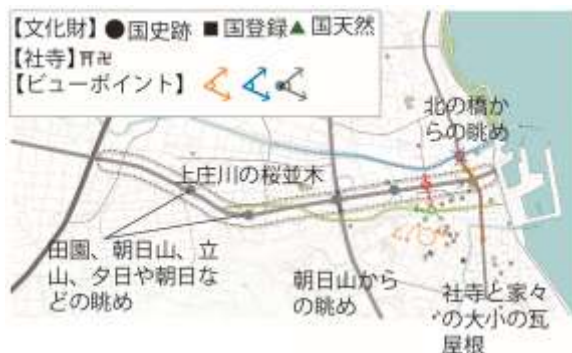 【文化財】●国史跡 ■国登録▲国天然
【社寺】⛩卍
【ビューポイント】
北の橋か
らの眺め
上庄川の桜並木
田園、朝日山、立
山、夕日や朝日な
どの眺め
朝日山から
の眺め
社寺と家々
の大小の瓦
屋根